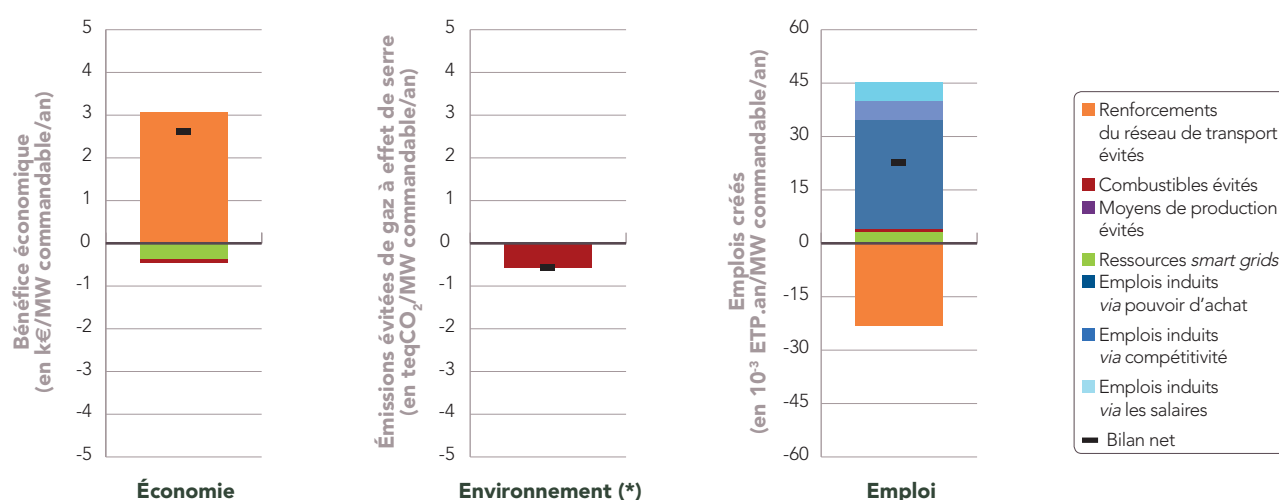 Bénéfice économique
(en k€/MW commandable/an)
5
4
3
2
1
0
-1
-2
-3
-4
-5
Économie
Émissions évitées de gaz à effet de serre
(en teqCO2/MW commandable/an)
5
4
3
2
1
0
-1
-2
-3
-4
-5
Environnement (*)
Emplois créés
(en 10-3 ETP.an/MW commandable/an)
60
45
30
15
0
-15
-30
-45
-60
Emploi
Renforcements
du réseau de transport
évités
Combustibles évités
Moyens de production
évités
Ressources smart grids
Emplois induits
via pouvoir d'achat
Emplois induits
via compétitivité
Emplois induits
via les salaires
Bilan net